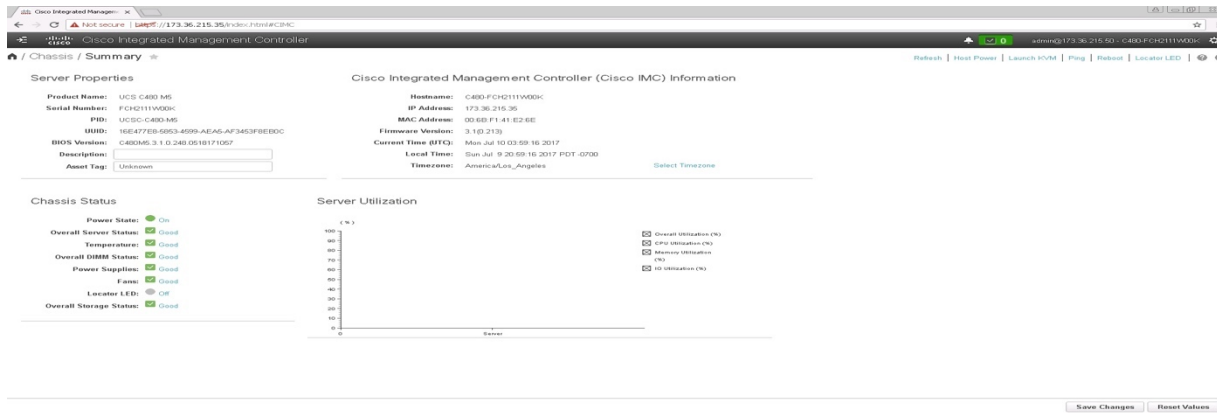 Cisco Integrated Manager
Not secure | https://173.36.215.35/index.html#CIMC
cisco Cisco Integrated Management Controller
0 admin@173.36.215.50 - C480-FCH2111W00K
/ Chassis / Summary
Refresh | Host Power | Launch KVM | Ping | Reboot | Locator LED |
Server Properties
Product Name: UCS C480 M5
Serial Number: FCH2111W00K
PID: UCSC-C480-M5
UUID: 16E477E8-5853-4599-AEA5-AF3453F8EB0C
BIOS Version: C480M5.3.1.0.248.0518171057
Description:
Asset Tag: Unknown
Cisco Integrated Management Controller (Cisco IMC) Information
Hostname: C480-FCH2111W00K
IP Address: 173.36.215.35
MAC Address: 00:6B:F1:41:E2:6E
Firmware Version: 3.1(0.213)
Current Time (UTC): Mon Jul 10 03:59:16 2017
Local Time: Sun Jul 9 20:59:16 2017 PDT -0700
Timezone: America/Los_Angeles Select Timezone
Chassis Status
Power State: On
Overall Server Status: Good
Temperature: Good
Overall DIMM Status: Good
Power Supplies: Good
Fans: Good
Locator LED: Off
Overall Storage Status: Good
Server Utilization
(%)
100
90
80
70
60
50
40
30
20
10
0
0 Server
Overall Utilization (%)
CPU Utilization (%)
Memory Utilization
(%)
IO Utilization (%)
Save Changes Reset Values